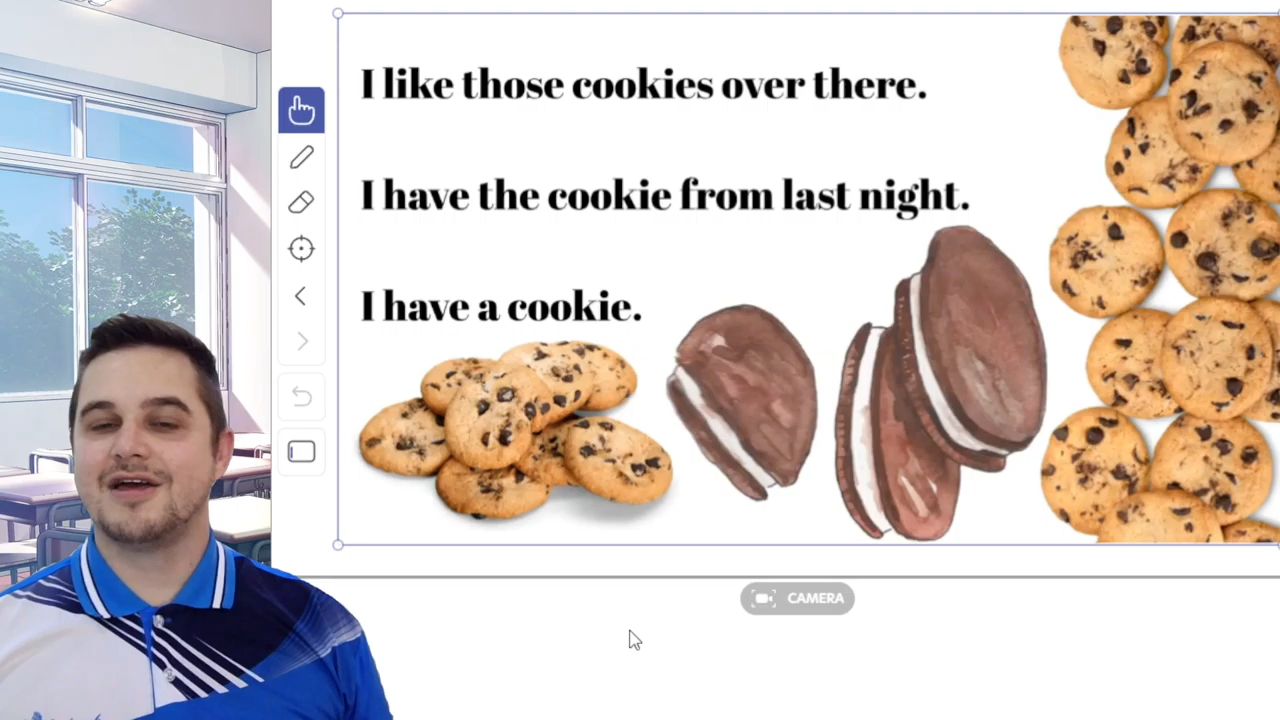 I like those cookies over there.
I have the cookie from last night.
I have a cookie.
CAMERA